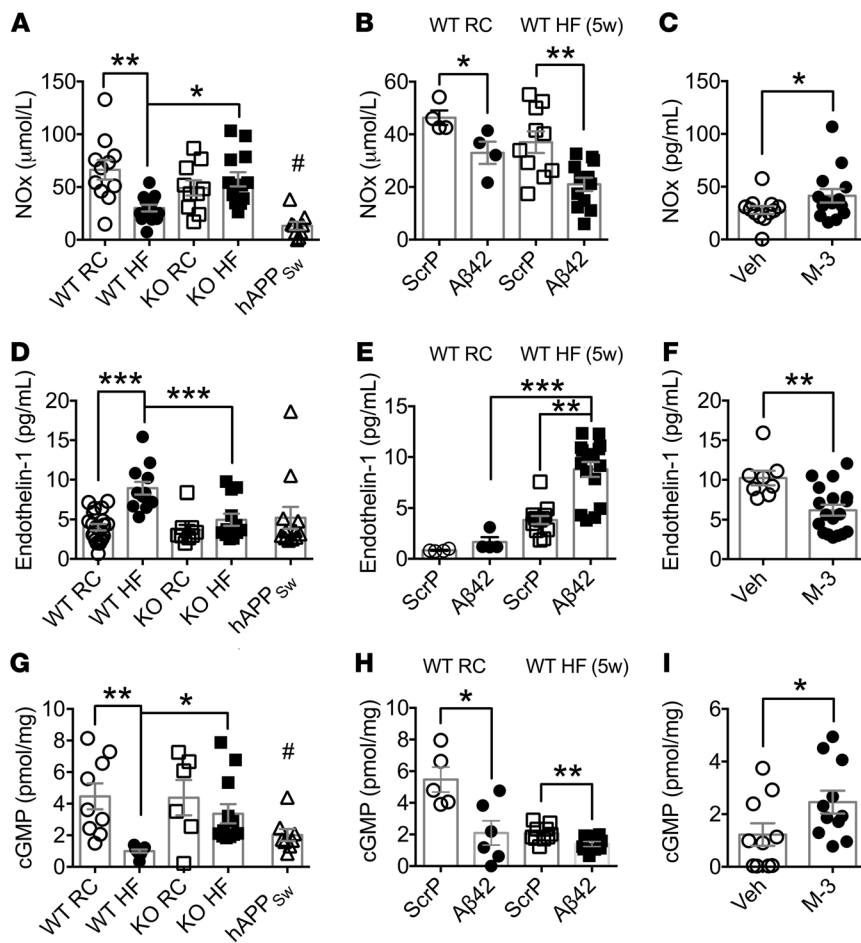 A
B
WT RC
WT HF (5w)
C
**
*
#
NOx (μmol/L)
150
100
50
0
WT RC
WT HF
KO RC
KO HF
hAPPSw
*
**
NOx (μmol/L)
60
40
20
0
ScrP
Aβ42
ScrP
Aβ42
*
NOx (pg/mL)
150
100
50
0
Veh
M-3
D
E
WT RC
WT HF (5w)
F
***
***
Endothelin-1 (pg/mL)
20
15
10
5
0
WT RC
WT HF
KO RC
KO HF
hAPPSw
***
**
Endothelin-1 (pg/mL)
15
10
5
0
ScrP
Aβ42
ScrP
Aβ42
**
Endothelin-1 (pg/mL)
20
15
10
5
0
Veh
M-3
G
H
WT RC
WT HF (5w)
I
**
*
#
cGMP (pmol/mg)
10
8
6
4
2
0
WT RC
WT HF
KO RC
KO HF
hAPPSw
*
**
cGMP (pmol/mg)
10
8
6
4
2
0
ScrP
Aβ42
ScrP
Aβ42
*
cGMP (pmol/mg)
6
4
2
0
Veh
M-3